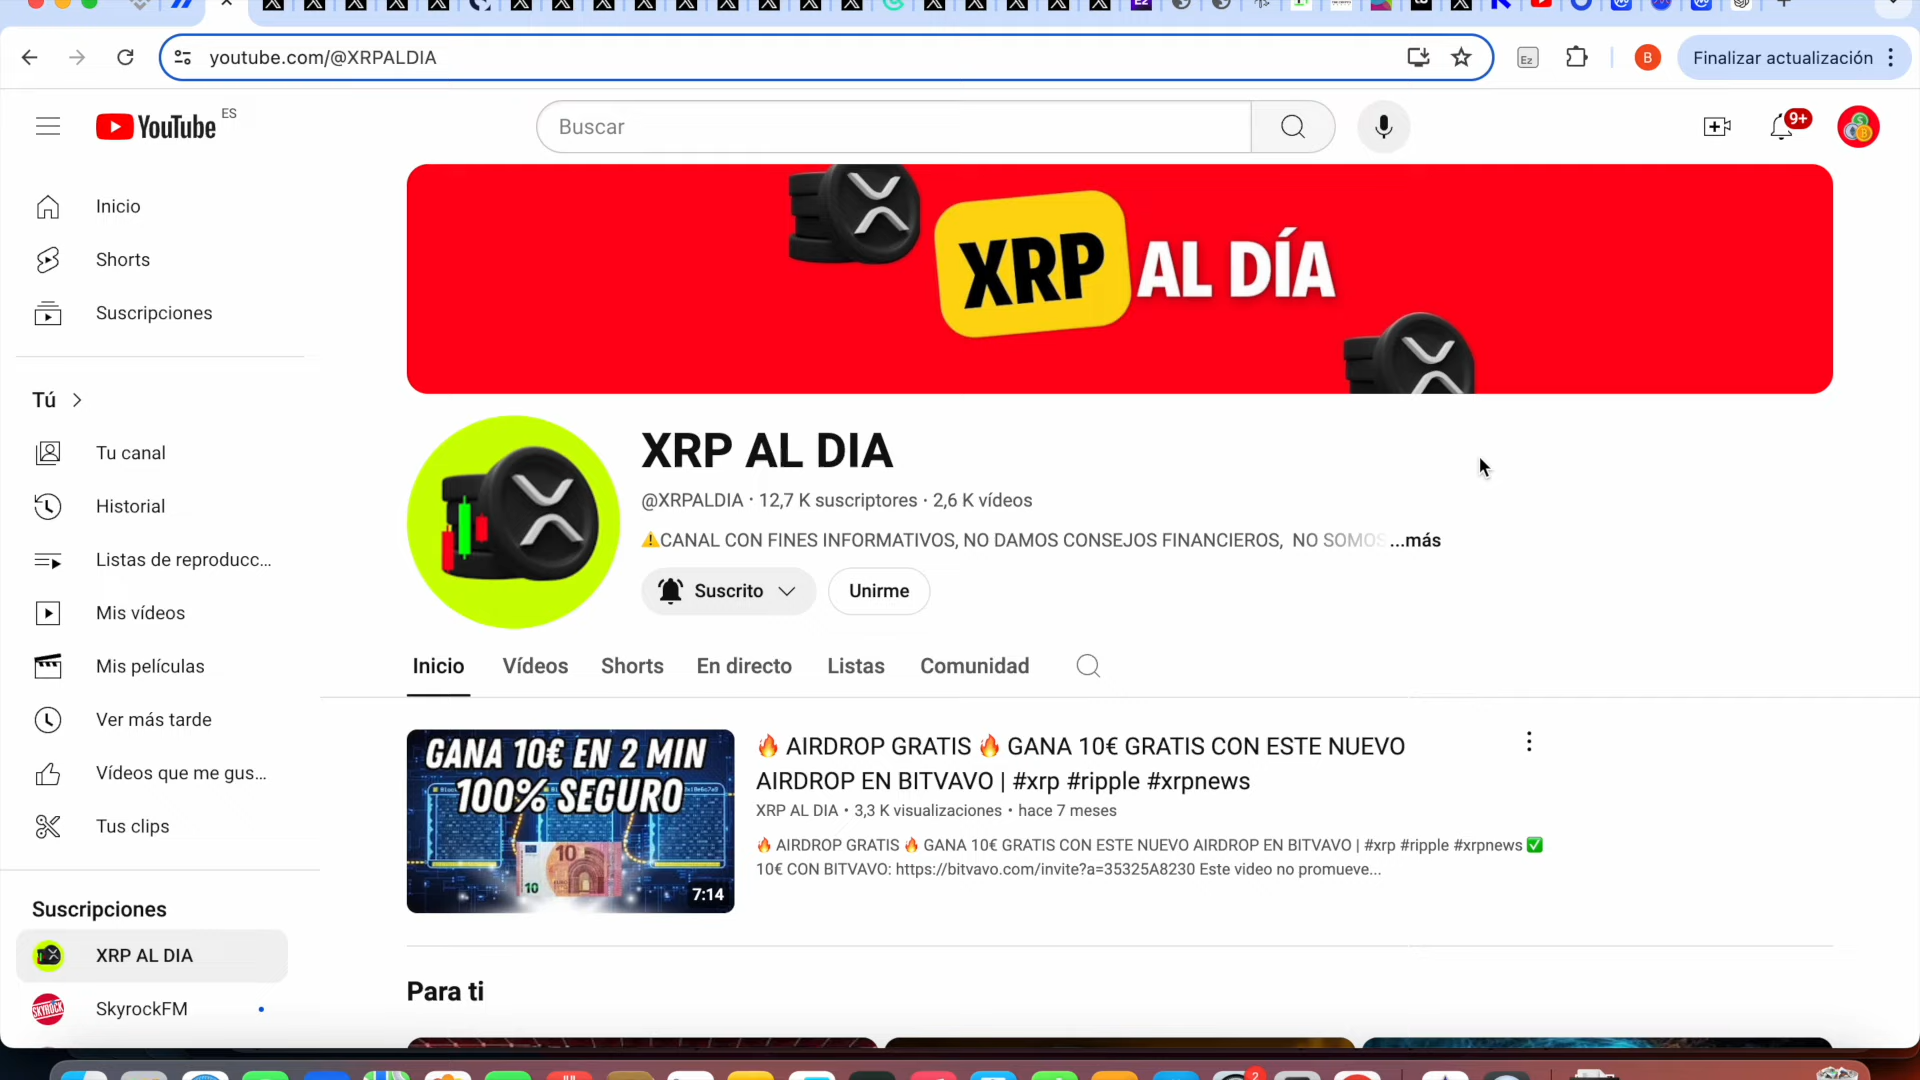 youtube.com/@XRPALDIA
Ez
B
Finalizar actualización
YouTube
ES
Buscar
9+
Inicio
Shorts
Suscripciones
Tú
Tu canal
Historial
Listas de reproducc...
Mis vídeos
Mis películas
Ver más tarde
Vídeos que me gus...
Tus clips
Suscripciones
XRP AL DIA
SkyrockFM
XRP AL DÍA
XRP AL DIA
@XRPALDIA · 12,7 K suscriptores · 2,6 K vídeos
⚠️CANAL CON FINES INFORMATIVOS, NO DAMOS CONSEJOS FINANCIEROS, NO SOMOS ...más
Suscrito
Unirme
Inicio Vídeos Shorts En directo Listas Comunidad
GANA 10€ EN 2 MIN
100% SEGURO
10
10
7:14
🔥 AIRDROP GRATIS 🔥 GANA 10€ GRATIS CON ESTE NUEVO
AIRDROP EN BITVAVO | #xrp #ripple #xrpnews
XRP AL DIA • 3,3 K visualizaciones • hace 7 meses
🔥 AIRDROP GRATIS 🔥 GANA 10€ GRATIS CON ESTE NUEVO AIRDROP EN BITVAVO | #xrp #ripple #xrpnews ✅
10€ CON BITVAVO: https://bitvavo.com/invite?a=35325A8230 Este video no promueve...
Para ti
2